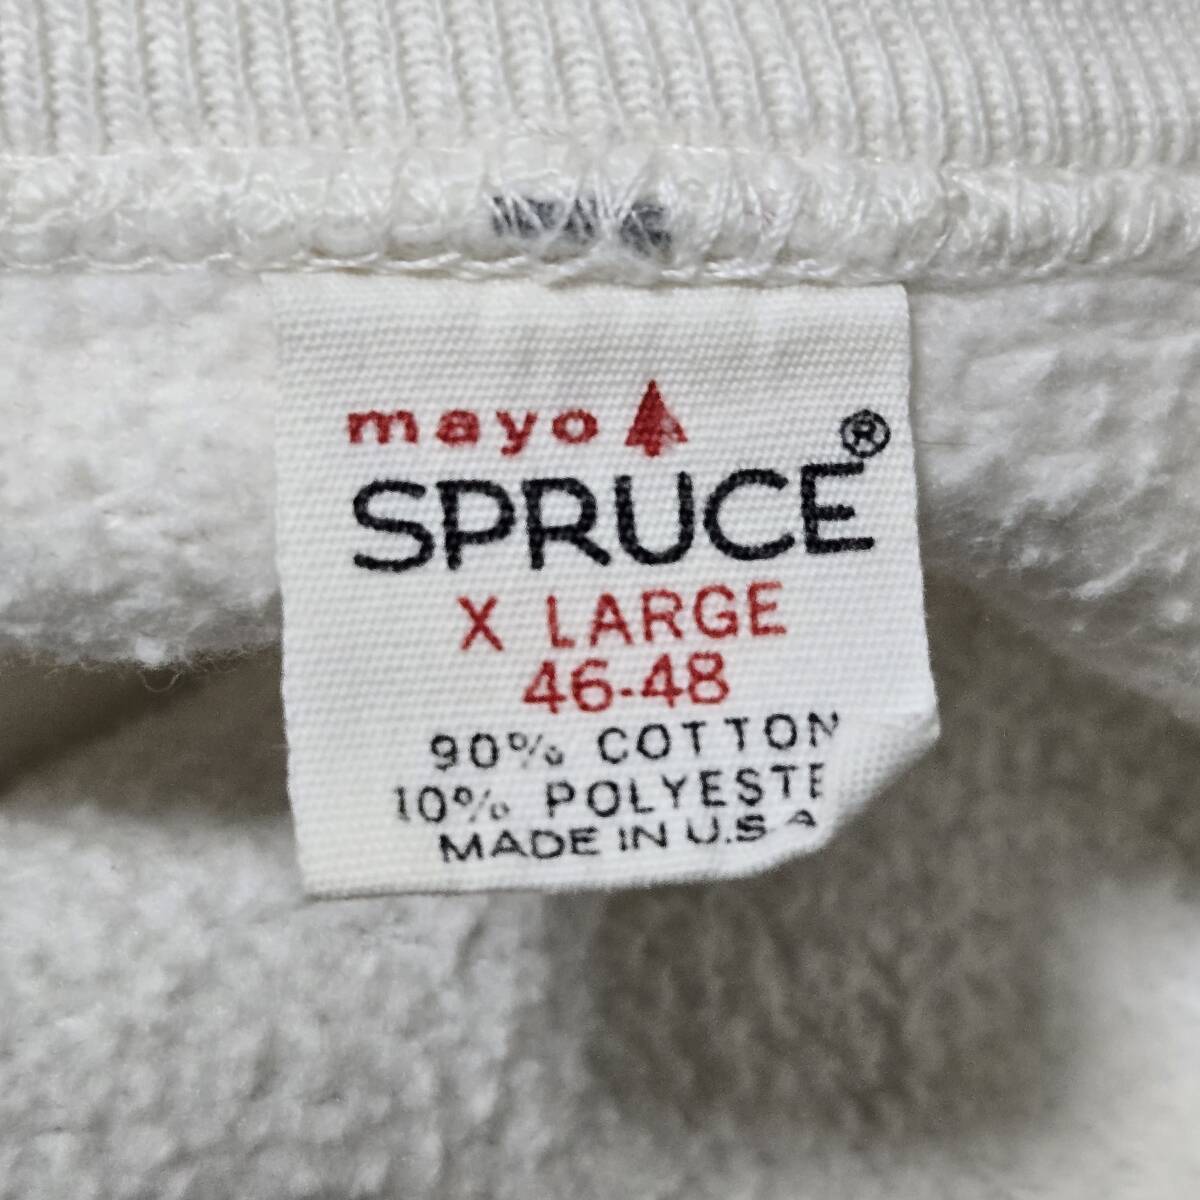 mayo
SPRUCE®
X LARGE
46-48
90% COTTON
10% POLYESTE
MADE IN U.S.A